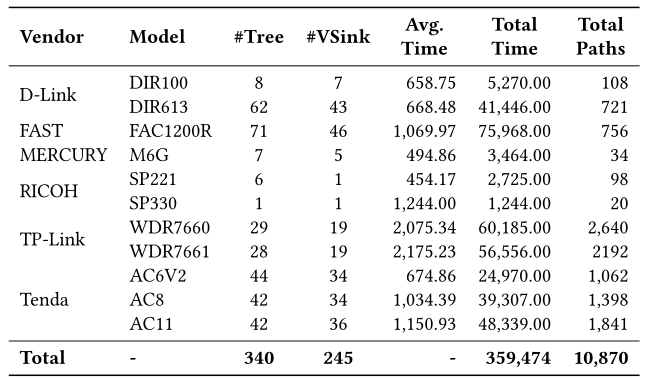 Vendor Model #Tree #VSink Avg. Time Total Time Total Paths
D-Link DIR100 8 7 658.75 5,270.00 108
DIR613 62 43 668.48 41,446.00 721
FAST FAC1200R 71 46 1,069.97 75,968.00 756
MERCURY M6G 7 5 494.86 3,464.00 34
RICOH SP221 6 1 454.17 2,725.00 98
SP330 1 1 1,244.00 1,244.00 20
TP-Link WDR7660 29 19 2,075.34 60,185.00 2,640
WDR7661 28 19 2,175.34 56,556.00 2192
Tenda AC6V2 44 34 674.86 24,970.00 1,062
AC8 42 34 1,034.39 39,307.00 1,398
AC11 42 36 1,150.93 48,339.00 1,841
Total - 340 245 - 359,474 10,870